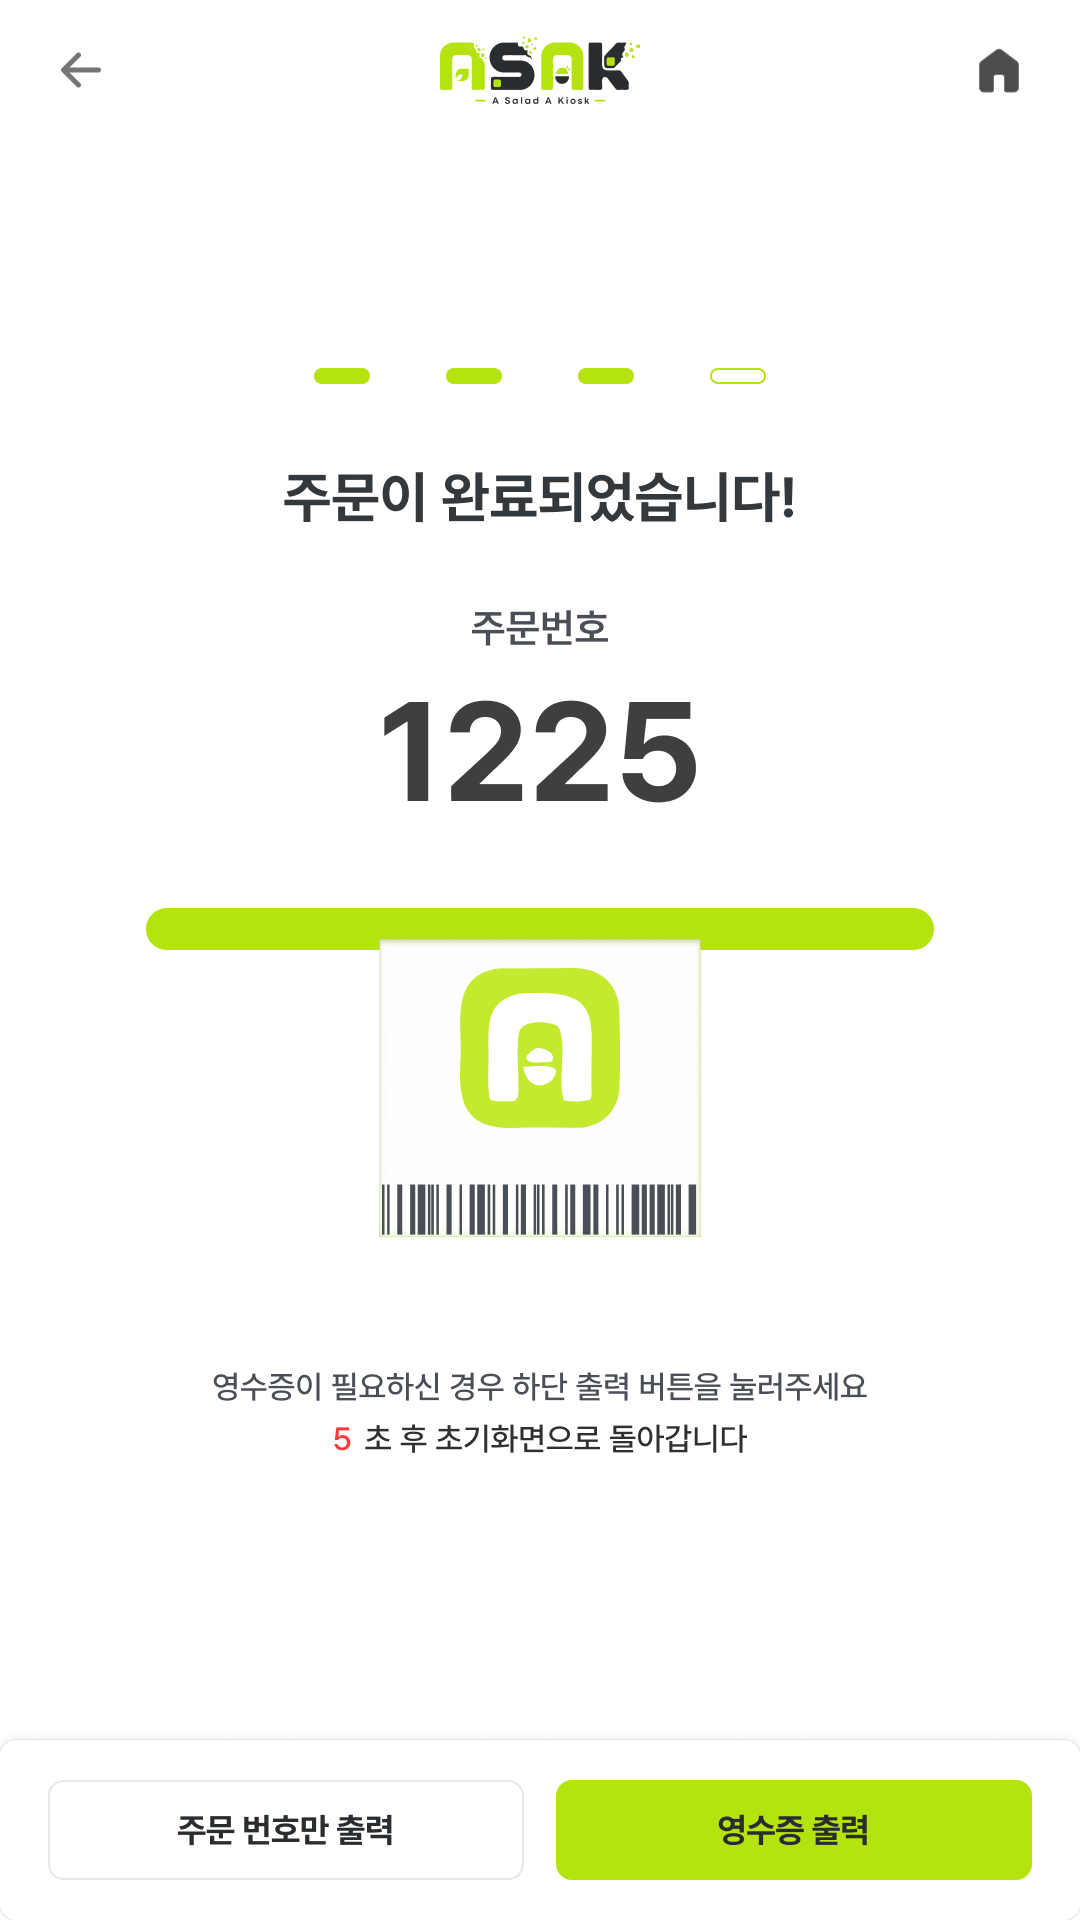 ASAK
A Salad A Kiosk
주문이 완료되었습니다!
주문번호
1225
영수증이 필요하신 경우 하단 출력 버튼을 눌러주세요
5 초 후 초기화면으로 돌아갑니다
주문 번호만 출력
영수증 출력